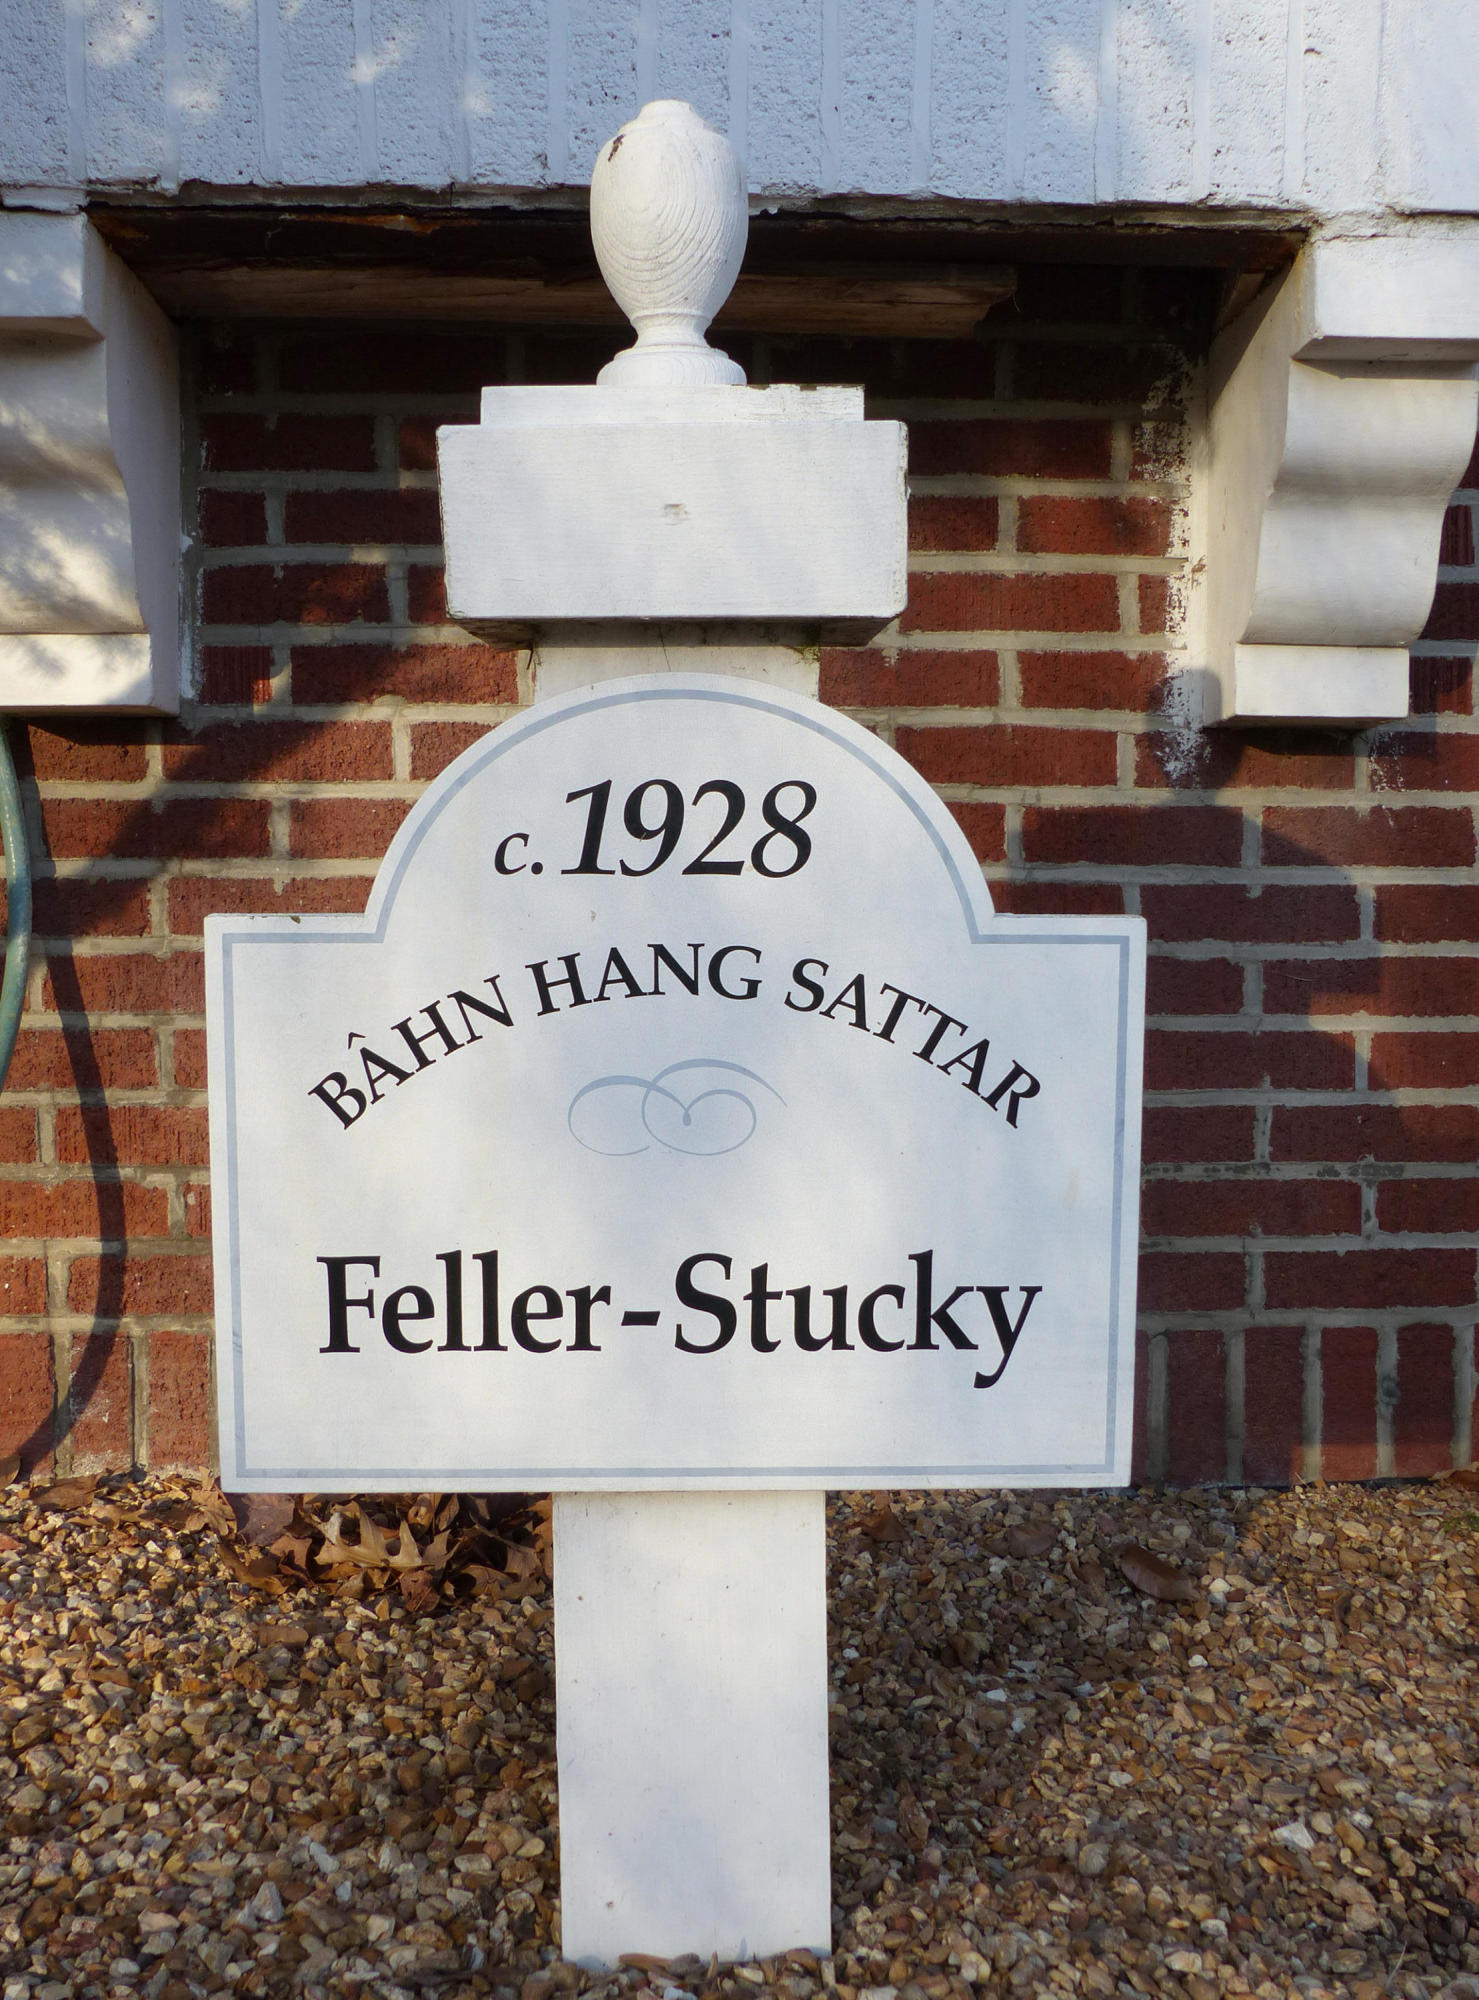 c. 1928
BÂHN HANG SATTAR
Feller-Stucky